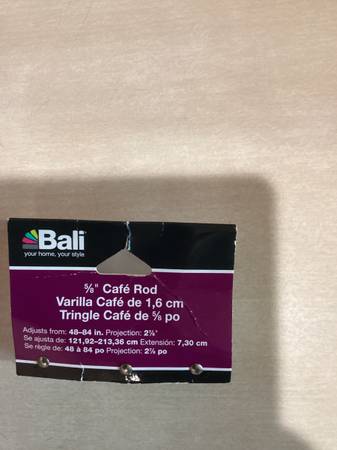 Bali
your home, your style
⅝" Café Rod
Varilla Café de 1,6 cm
Tringle Café de ⅝ po
Adjusts from: 48–84 in. Projection: 2⅞"
Se ajusta de: 121,92–213,36 cm Extensión: 7,30 cm
Se règle de: 48 à 84 po Projection: 2⅞ po